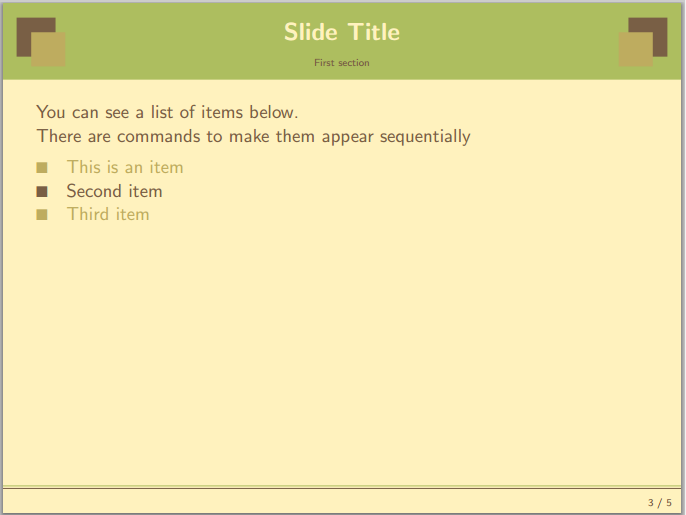 Slide Title
First section
You can see a list of items below.
There are commands to make them appear sequentially
This is an item
Second item
Third item
3 / 5